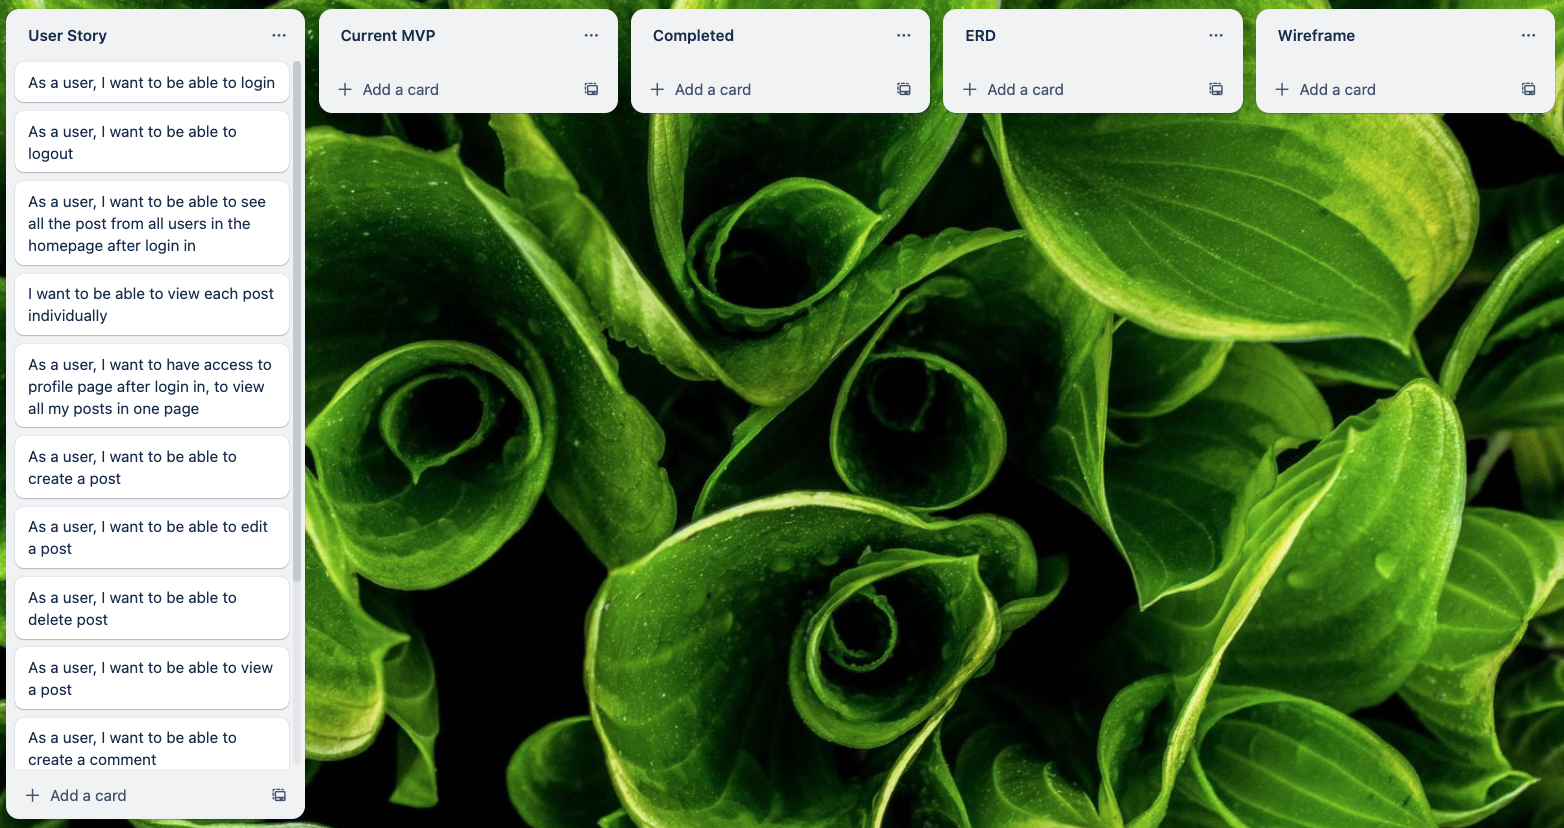 User Story
As a user, I want to be able to login
As a user, I want to be able to
logout
As a user, I want to be able to see
all the post from all users in the
homepage after login in
I want to be able to view each post
individually
As a user, I want to have access to
profile page after login in, to view
all my posts in one page
As a user, I want to be able to
create a post
As a user, I want to be able to edit
a post
As a user, I want to be able to
delete post
As a user, I want to be able to view
a post
As a user, I want to be able to
create a comment
Add a card
Current MVP
Add a card
Completed
Add a card
ERD
Add a card
Wireframe
Add a card